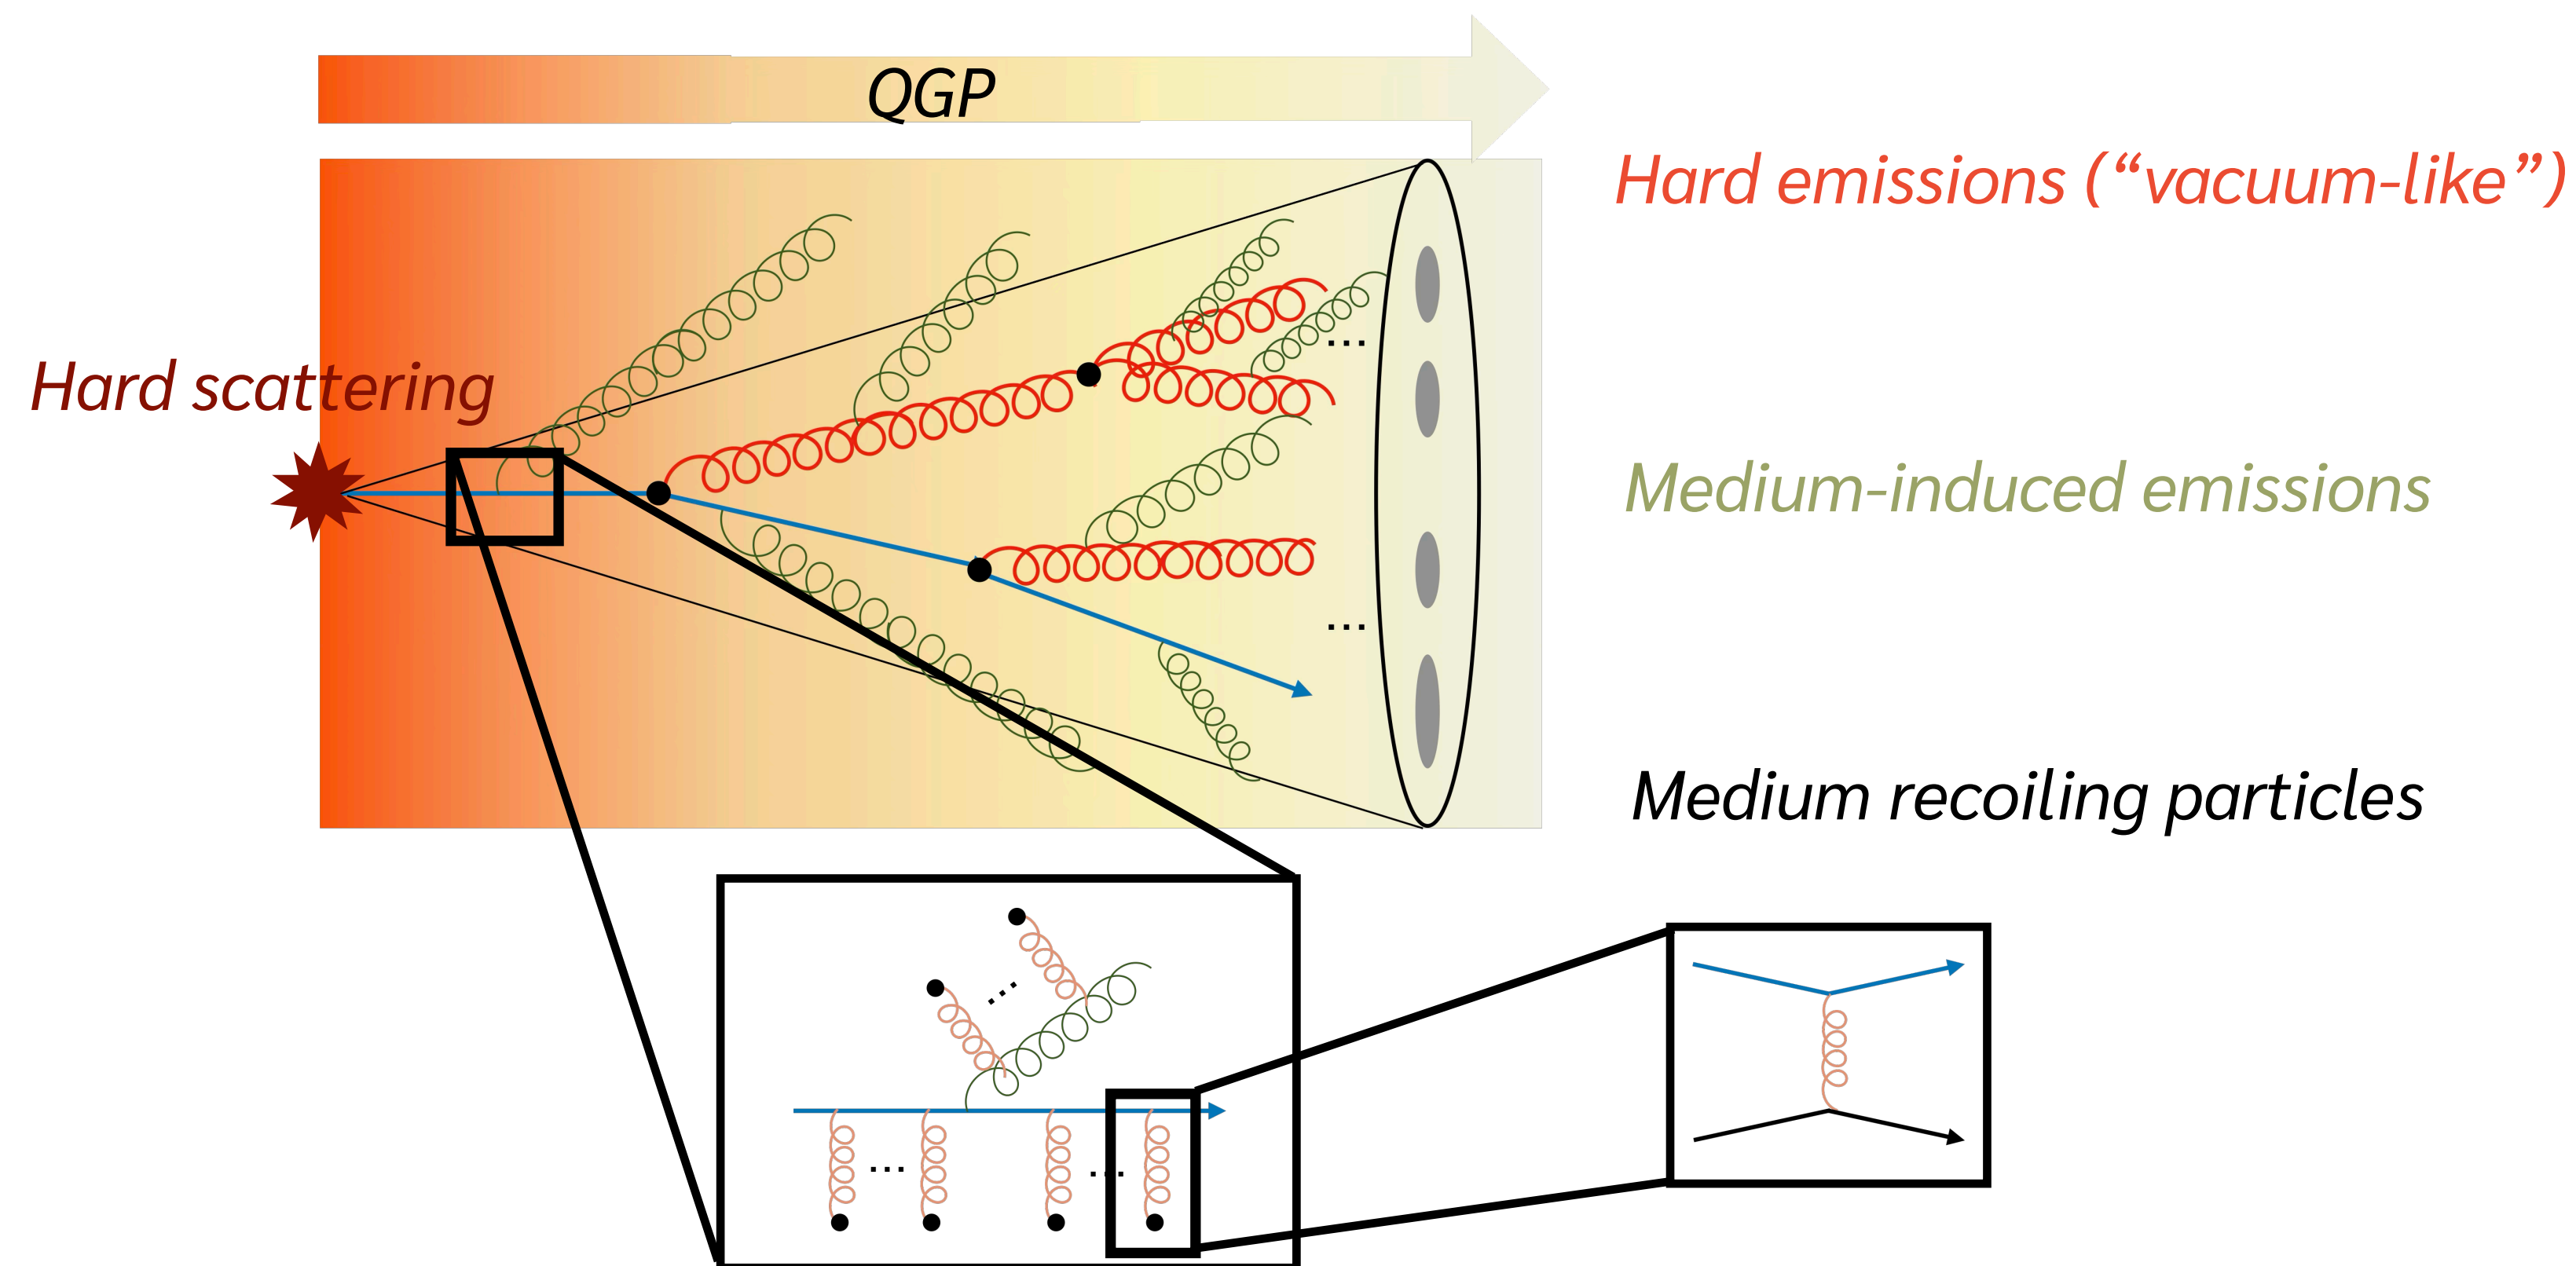 QGP
Hard emissions (“vacuum-like”)
Hard scattering
Medium-induced emissions
Medium recoiling particles